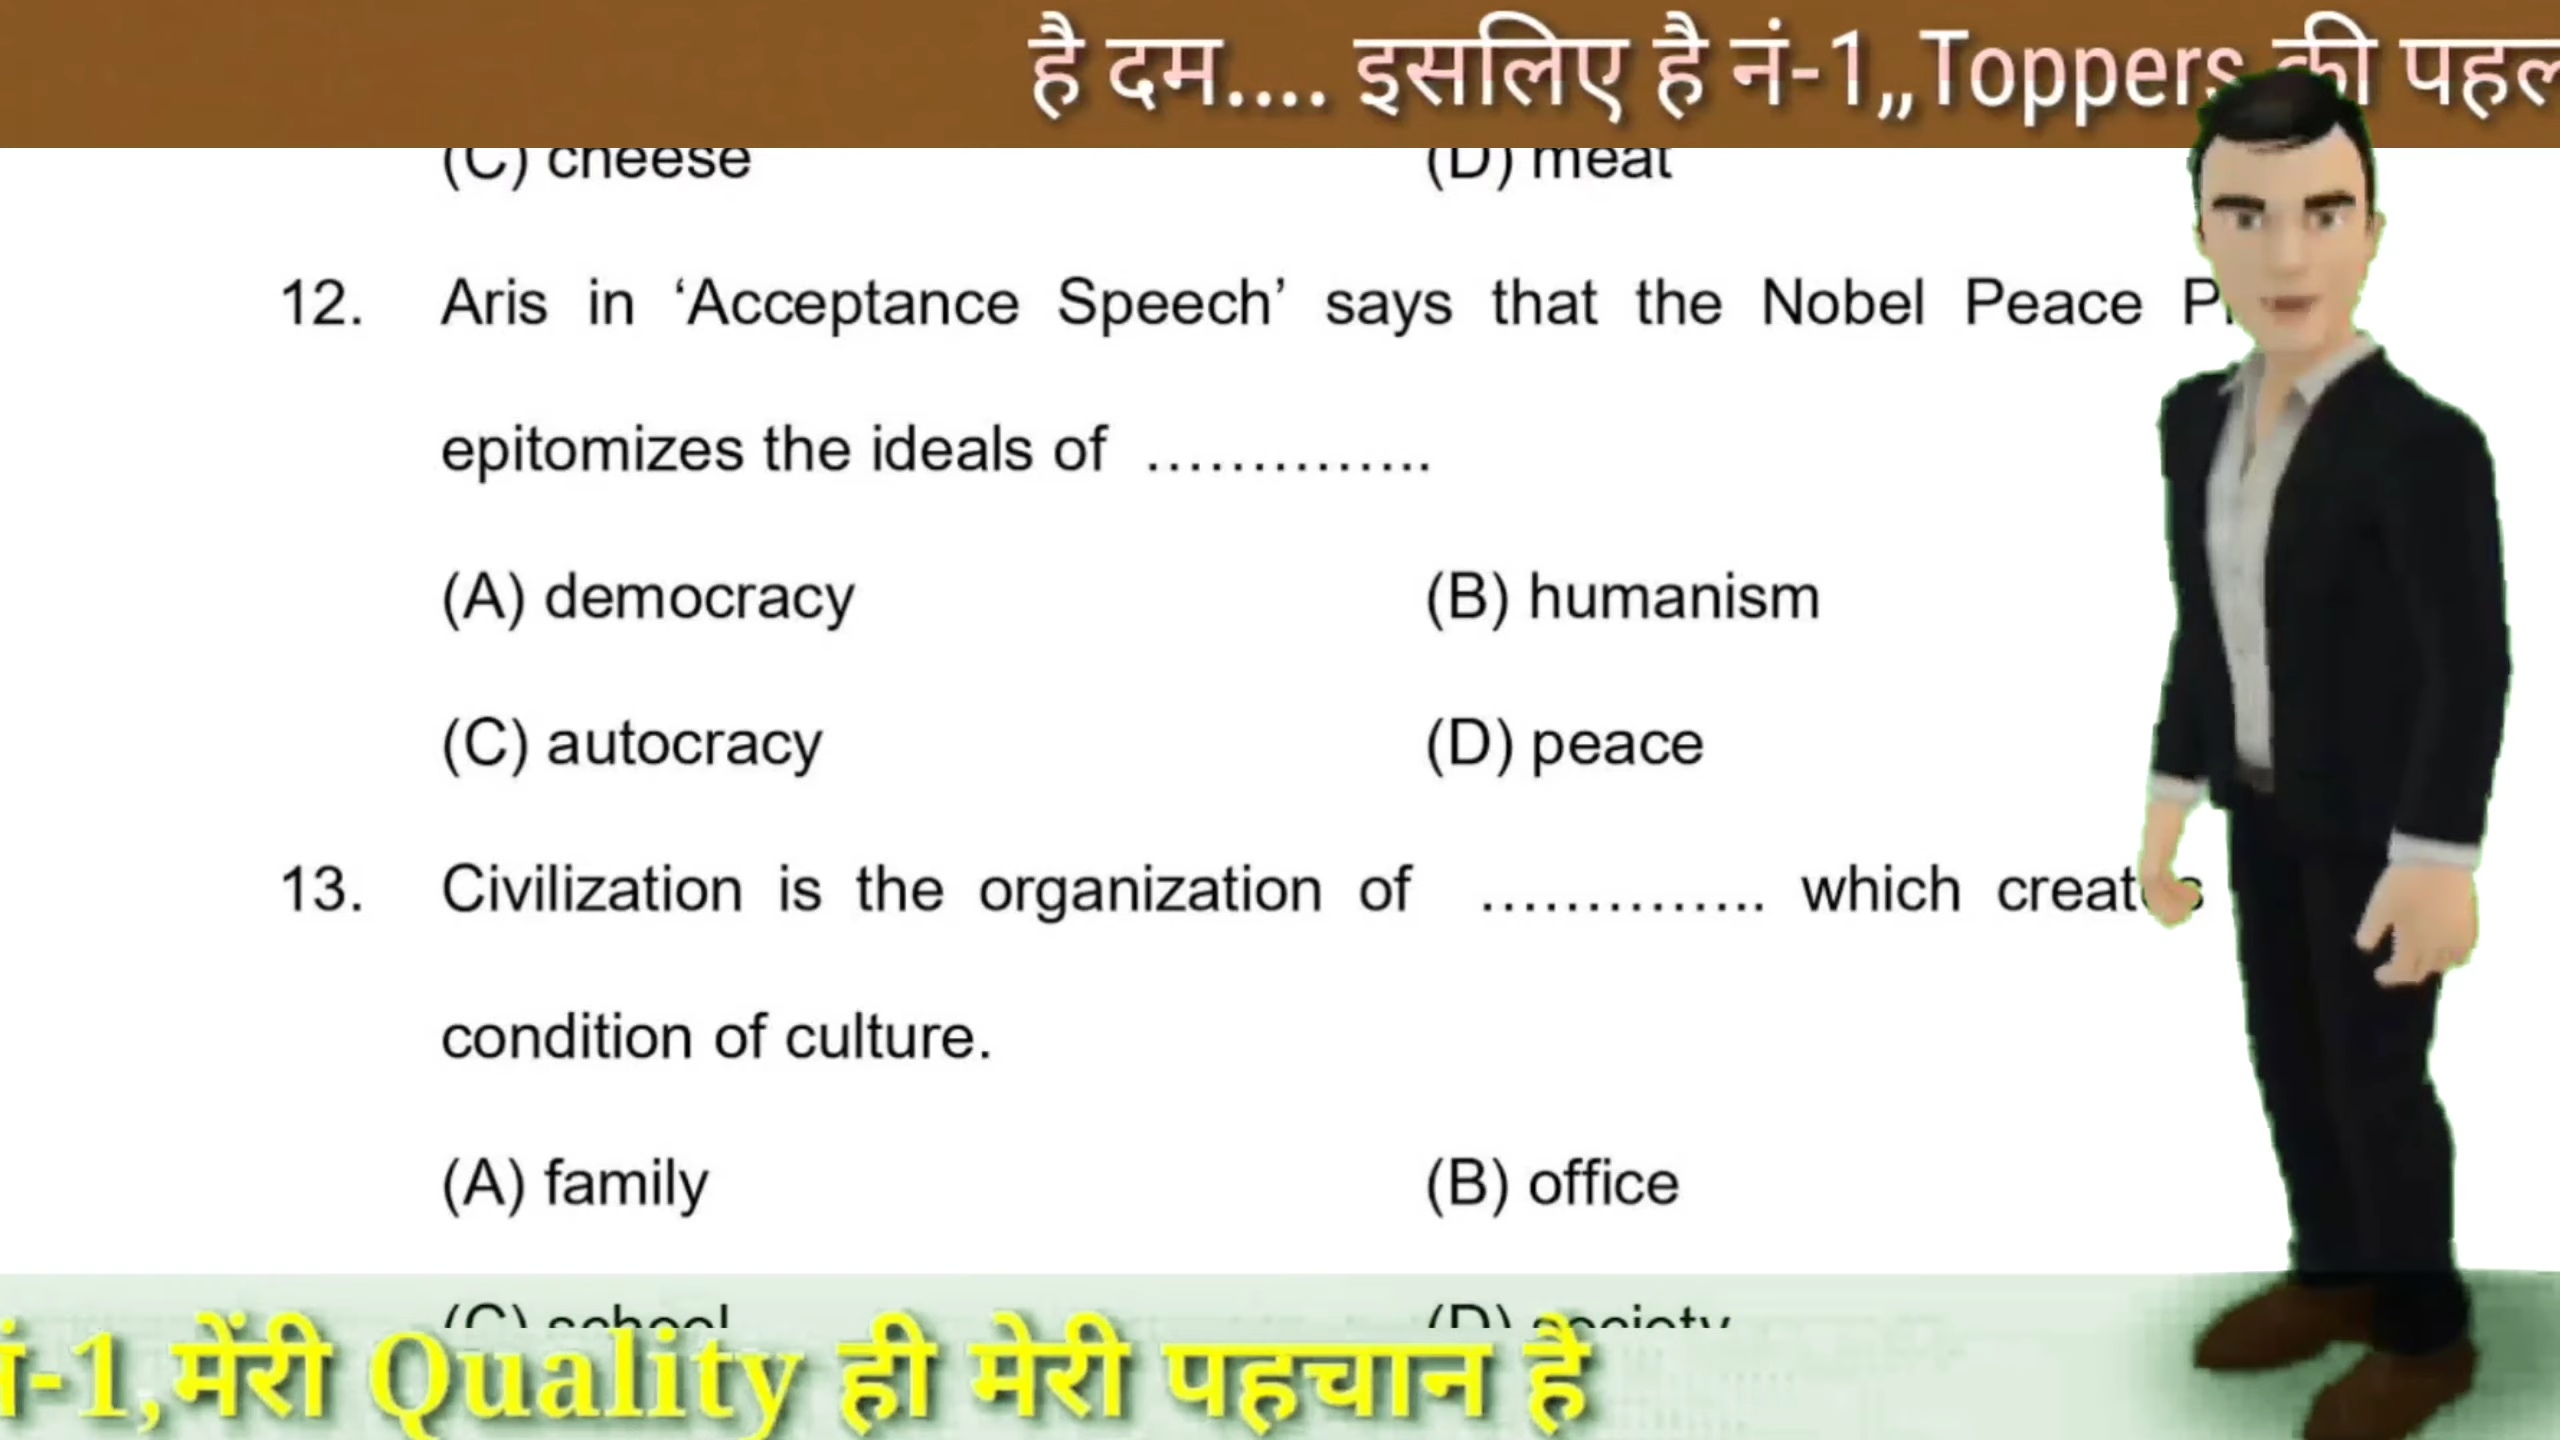 है दम.... इसलिए है नं-1,,Toppers की पहल
(C) cheese (D) meat
12. Aris in ‘Acceptance Speech’ says that the Nobel Peace
epitomizes the ideals of …………..
(A) democracy (B) humanism
(C) autocracy (D) peace
13. Civilization is the organization of ………….. which creates
condition of culture.
(A) family (B) office
(C) school (D) society
नं-1,मेंरी Quality ही मेरी पहचान है